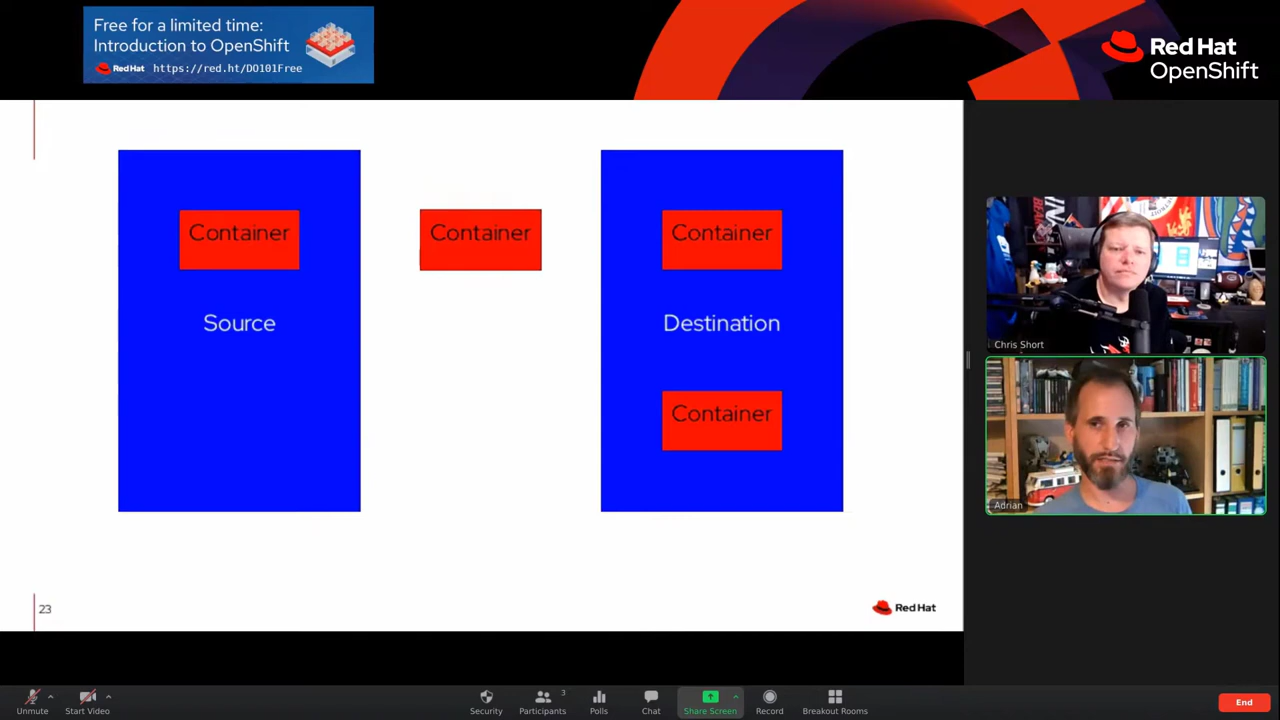 Free for a limited time:
Introduction to OpenShift
Red Hat https://red.ht/DO101Free
Red Hat
OpenShift
Container
Container
Container
Source
Destination
Container
23
Red Hat
Chris Short
Adrian
Unmute
Start Video
Security
Participants
3
Polls
Chat
Share Screen
Record
Breakout Rooms
End